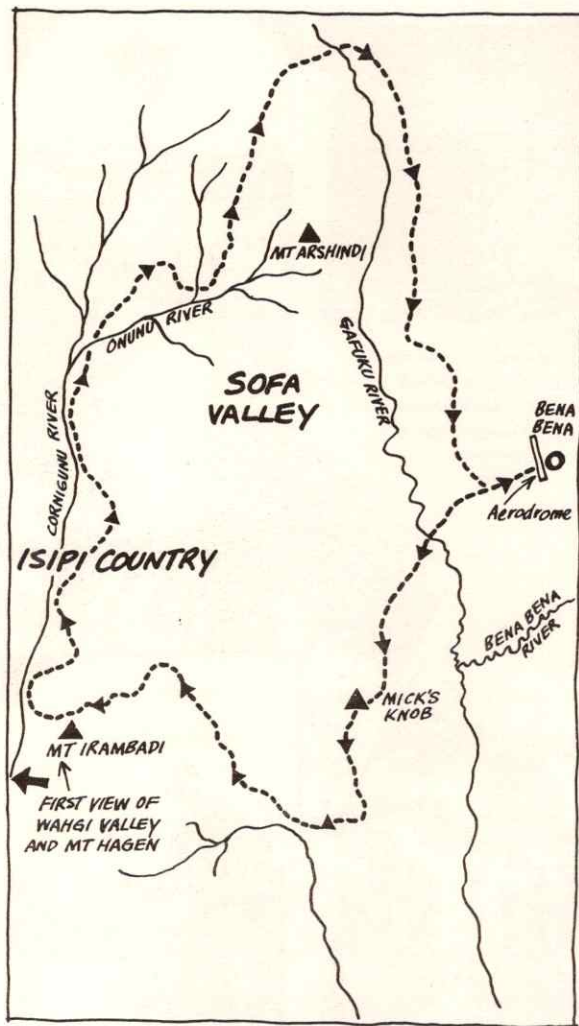 MT ARSHINDI
ONUNU RIVER
GAFUKU RIVER
SOFA
VALLEY
BENA
BENA
Aerodrome
CORNIGUNU RIVER
ISIPI COUNTRY
BENA BENA
RIVER
MICK'S
KNOB
MT IRAMBADI
FIRST VIEW OF
WAHGI VALLEY
AND MT HAGEN